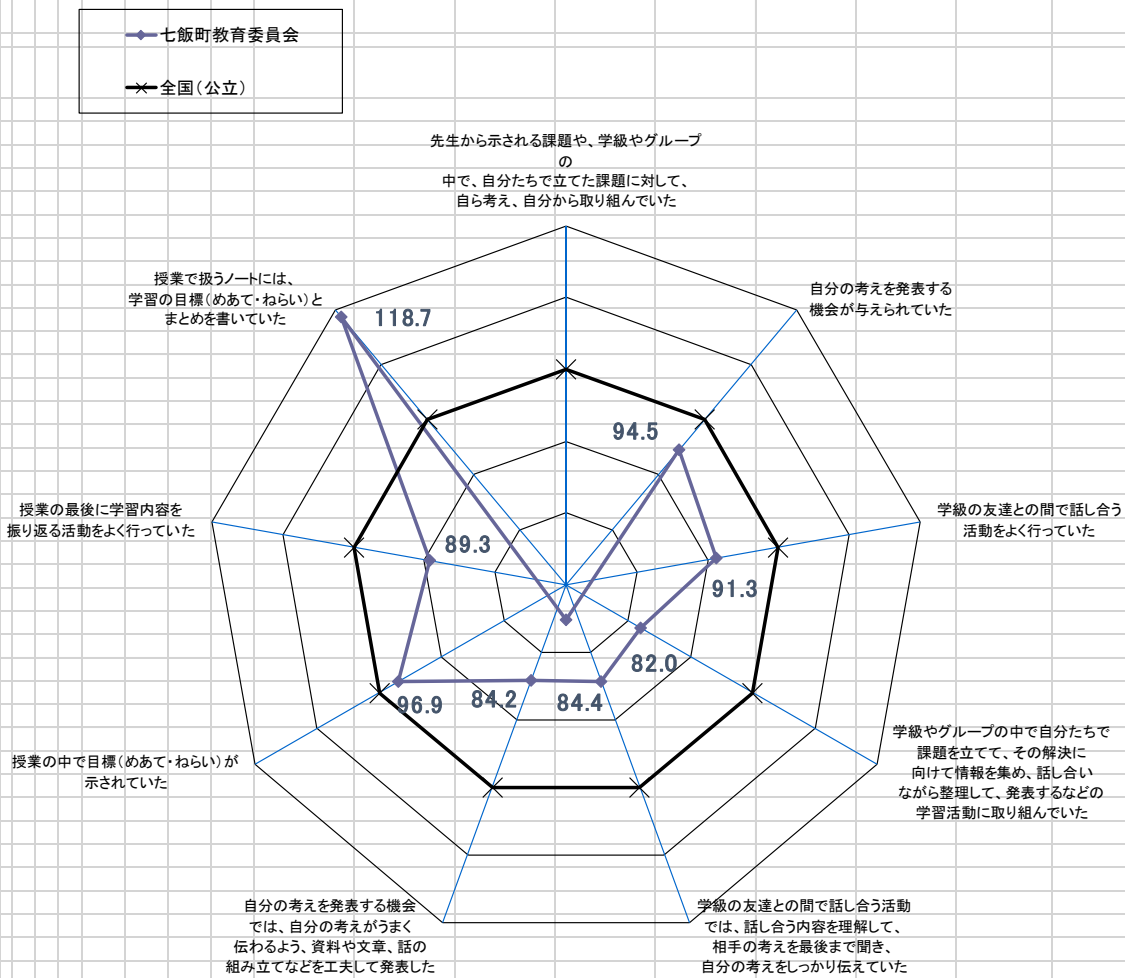 七飯町教育委員会
全国(公立)
先生から示される課題や、学級やグループ
の
中で、自分たちで立てた課題に対して、
自ら考え、自分から取り組んでいた
自分の考えを発表する
機会が与えられていた
学級の友達との間で話し合う
活動をよく行っていた
学級やグループの中で自分たちで
課題を立てて、その解決に
向けて情報を集め、話し合い
ながら整理して、発表するなどの
学習活動に取り組んでいた
学級の友達との間で話し合う活動
では、話し合う内容を理解して、
相手の考えを最後まで聞き、
自分の考えをしっかり伝えていた
自分の考えを発表する機会
では、自分の考えがうまく
伝わるよう、資料や文章、話の
組み立てなどを工夫して発表した
授業の中で目標(めあて・ねらい)が
示されていた
授業の最後に学習内容を
振り返る活動をよく行っていた
授業で扱うノートには、
学習の目標(めあて・ねらい)と
まとめを書いていた
118.7
94.5
89.3
91.3
82.0
84.4
84.2
96.9